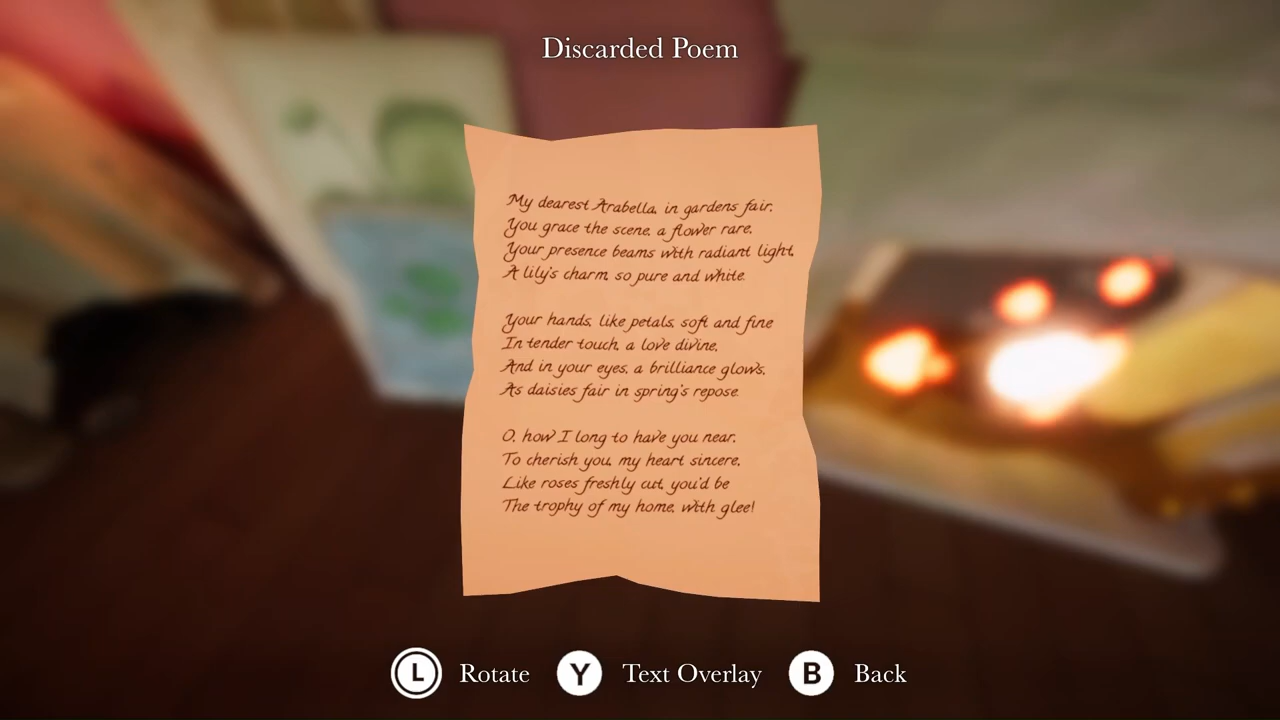 Discarded Poem
My dearest Arabella, in gardens fair,
You grace the scene, a flower rare,
Your presence beams with radiant light,
A lily's charm, so pure and white.
Your hands, like petals, soft and fine
In tender touch, a love divine,
And in your eyes, a brilliance glows,
As daisies fair in spring's repose.
O, how I long to have you near,
To cherish you, my heart sincere,
Like roses freshly cut, you'd be
The trophy of my home, with glee!
L Rotate Y Text Overlay B Back